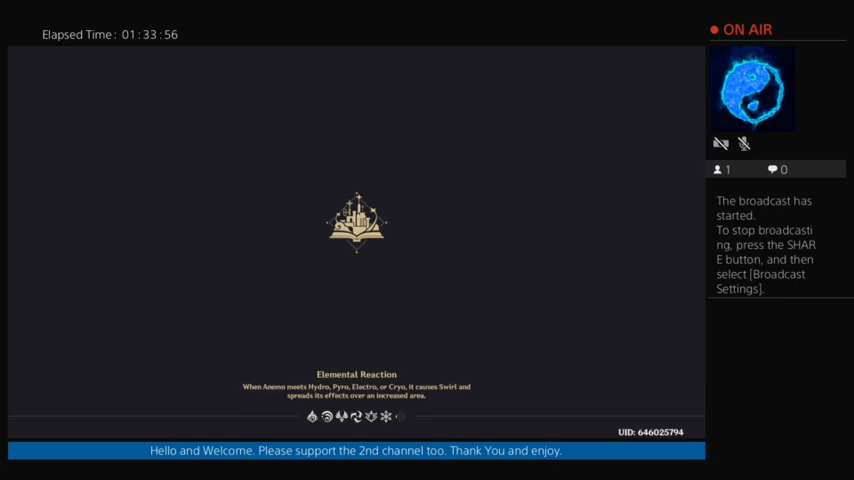 Elapsed Time: 01:33:56
ON AIR
1
0
The broadcast has
started.
To stop broadcasti
ng, press the SHAR
E button, and then
select [Broadcast
Settings].
Elemental Reaction
When Anemo meets Hydro, Pyro, Electro, or Cryo, it causes Swirl and
spreads its effects over an increased area.
UID: 646025794
Hello and Welcome. Please support the 2nd channel too. Thank You and enjoy.